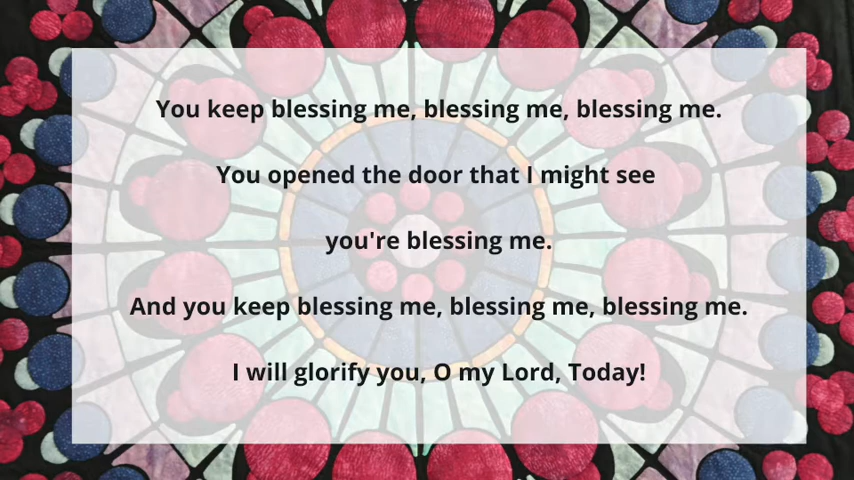 You keep blessing me, blessing me, blessing me.
You opened the door that I might see
you're blessing me.
And you keep blessing me, blessing me, blessing me.
I will glorify you, O my Lord, Today!